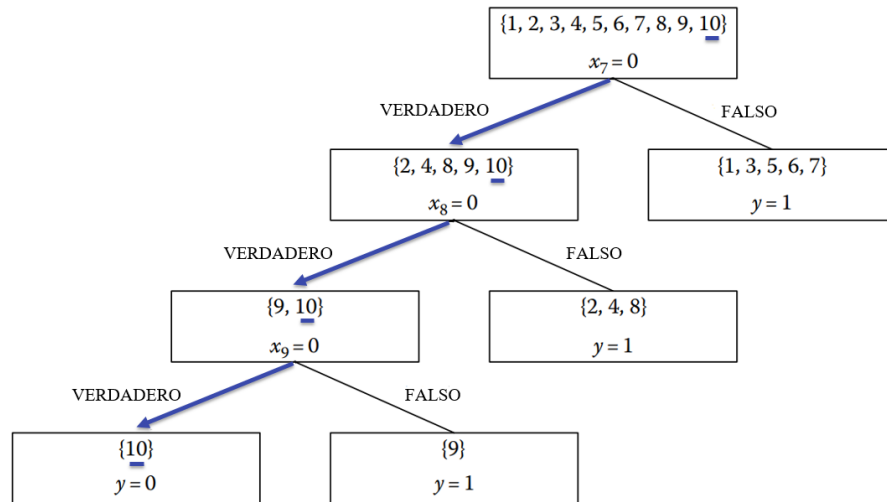 {1, 2, 3, 4, 5, 6, 7, 8, 9, 10}
x₇ = 0
VERDADERO
FALSO
{2, 4, 8, 9, 10}
x₈ = 0
{1, 3, 5, 6, 7}
y = 1
VERDADERO
FALSO
{9, 10}
x₉ = 0
{2, 4, 8}
y = 1
VERDADERO
FALSO
{10}
y = 0
{9}
y = 1